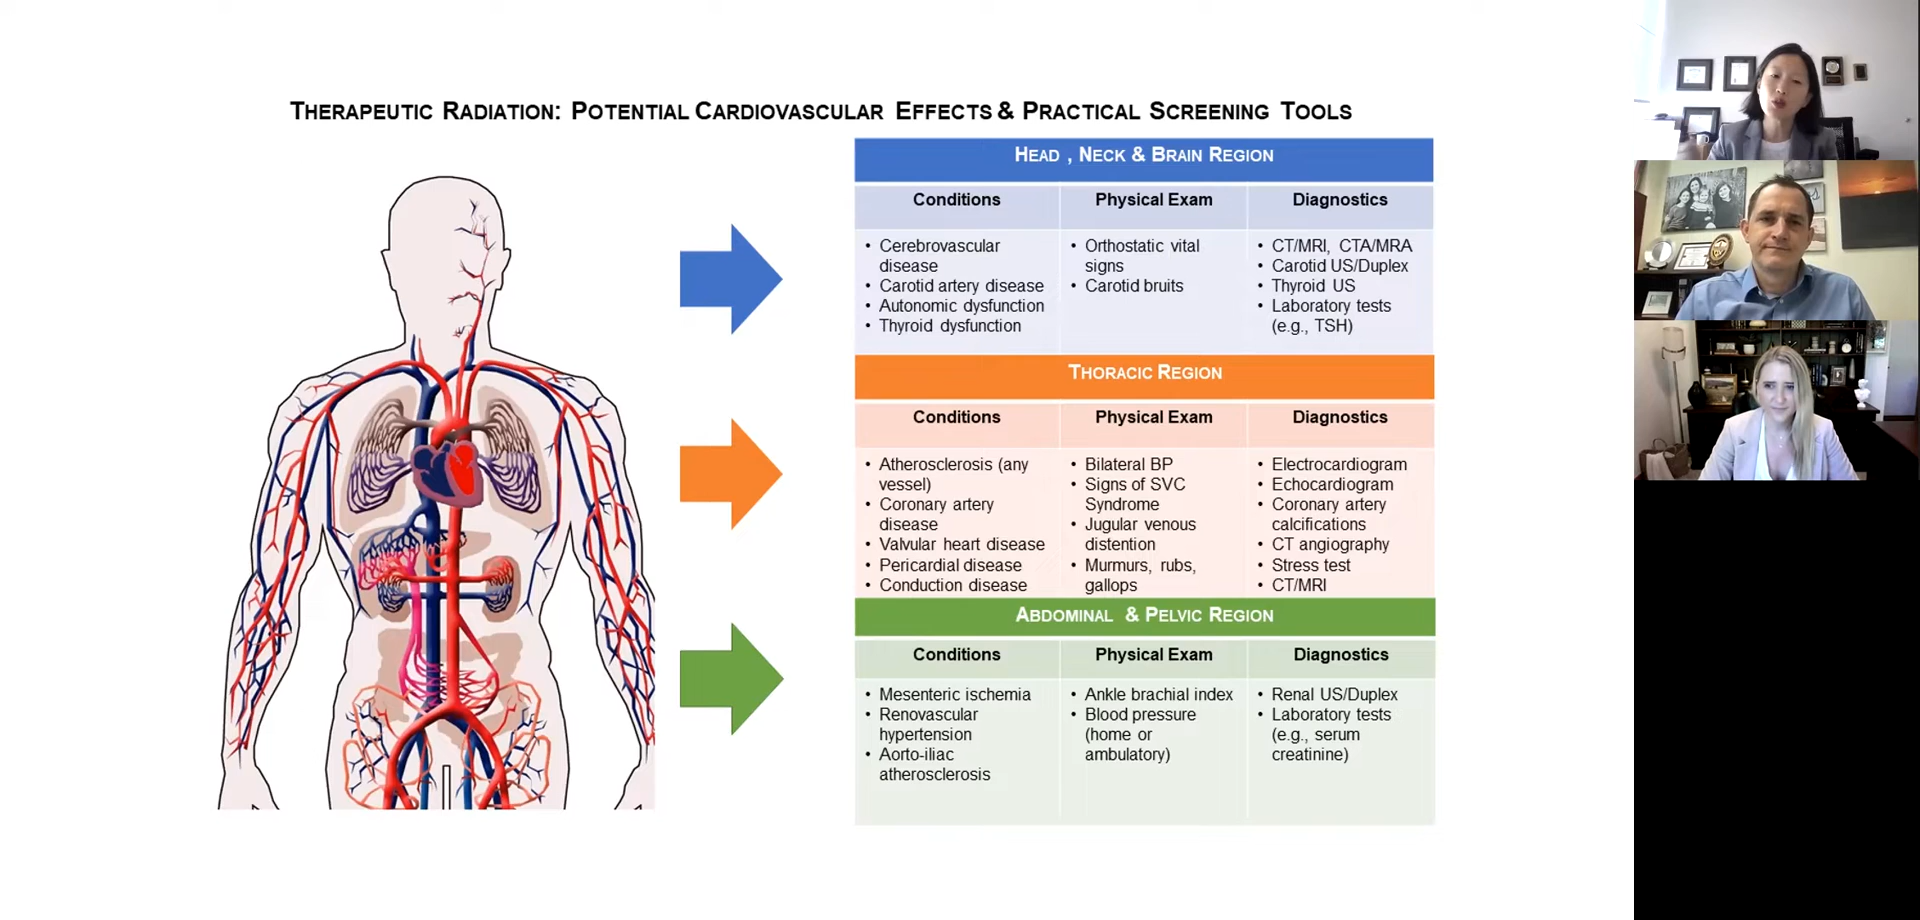 THERAPEUTIC RADIATION: POTENTIAL CARDIOVASCULAR EFFECTS & PRACTICAL SCREENING TOOLS
HEAD , NECK & BRAIN REGION
Conditions
Physical Exam
Diagnostics
• Cerebrovascular
disease
• Carotid artery disease
• Autonomic dysfunction
• Thyroid dysfunction
• Orthostatic vital
signs
• Carotid bruits
• CT/MRI, CTA/MRA
• Carotid US/Duplex
• Thyroid US
• Laboratory tests
(e.g., TSH)
THORACIC REGION
Conditions
Physical Exam
Diagnostics
• Atherosclerosis (any
vessel)
• Coronary artery
disease
• Valvular heart disease
• Pericardial disease
• Conduction disease
• Bilateral BP
• Signs of SVC
Syndrome
• Jugular venous
distention
• Murmurs, rubs,
gallops
• Electrocardiogram
• Echocardiogram
• Coronary artery
calcifications
• CT angiography
• Stress test
• CT/MRI
ABDOMINAL & PELVIC REGION
Conditions
Physical Exam
Diagnostics
• Mesenteric ischemia
• Renovascular
hypertension
• Aorto-iliac
atherosclerosis
• Ankle brachial index
• Blood pressure
(home or
ambulatory)
• Renal US/Duplex
• Laboratory tests
(e.g., serum
creatinine)